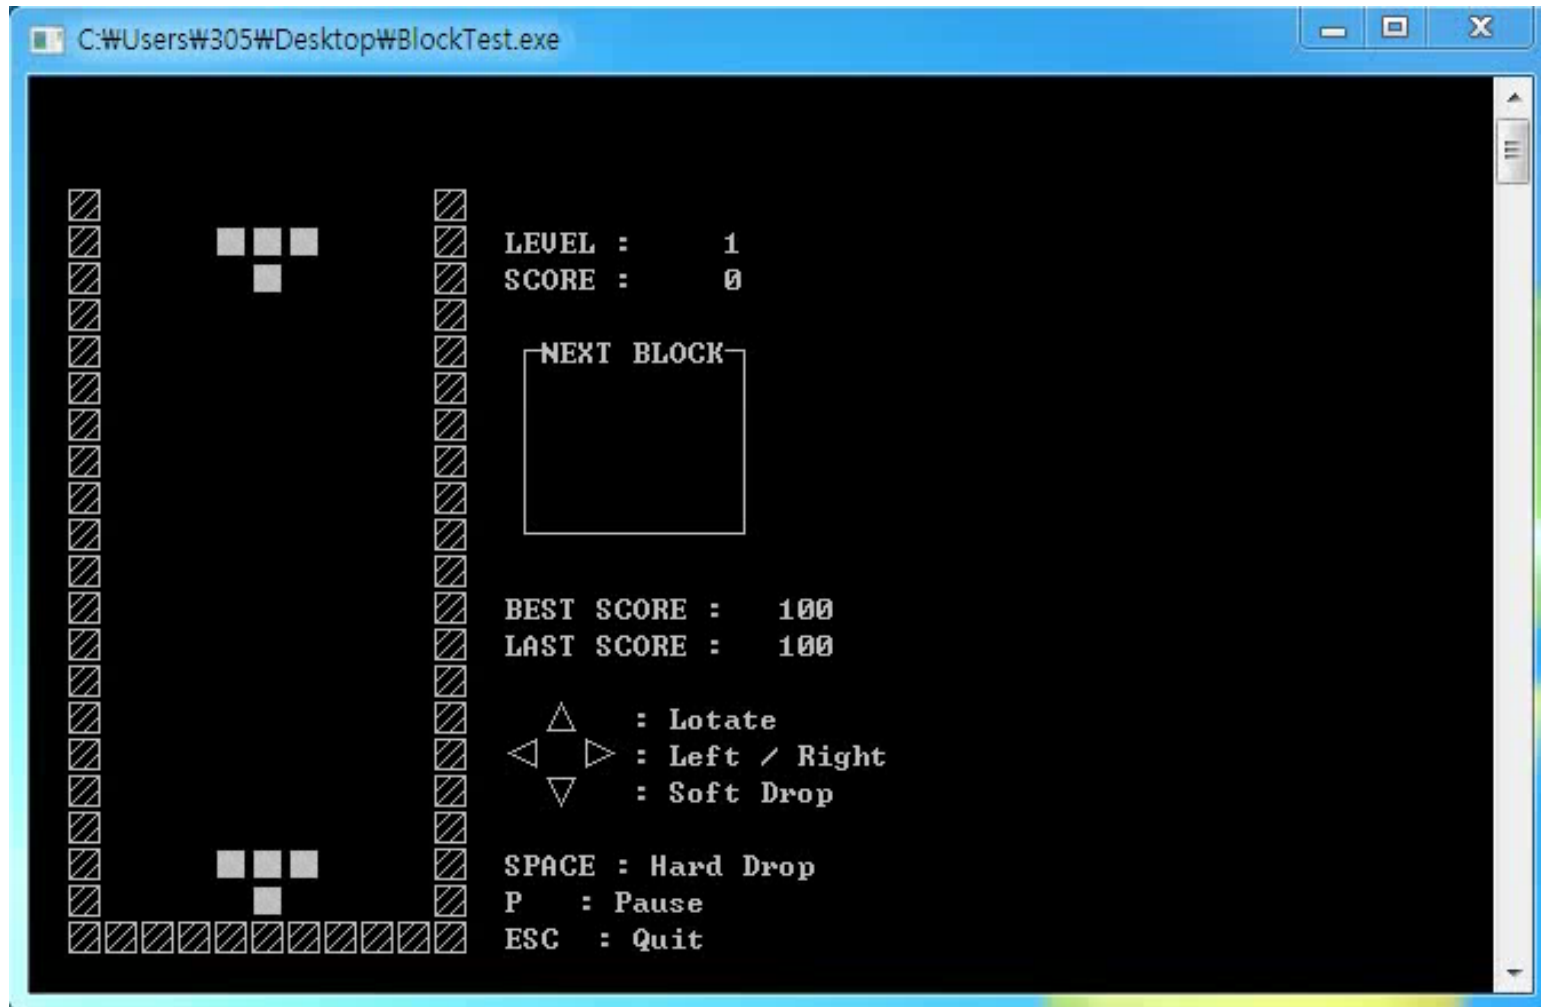 C:₩Users₩305₩Desktop₩BlockTest.exe
LEVEL : 1
SCORE : 0
NEXT BLOCK
BEST SCORE : 100
LAST SCORE : 100
△ : Lotate
◁ ▷ : Left / Right
▽ : Soft Drop
SPACE : Hard Drop
P : Pause
ESC : Quit